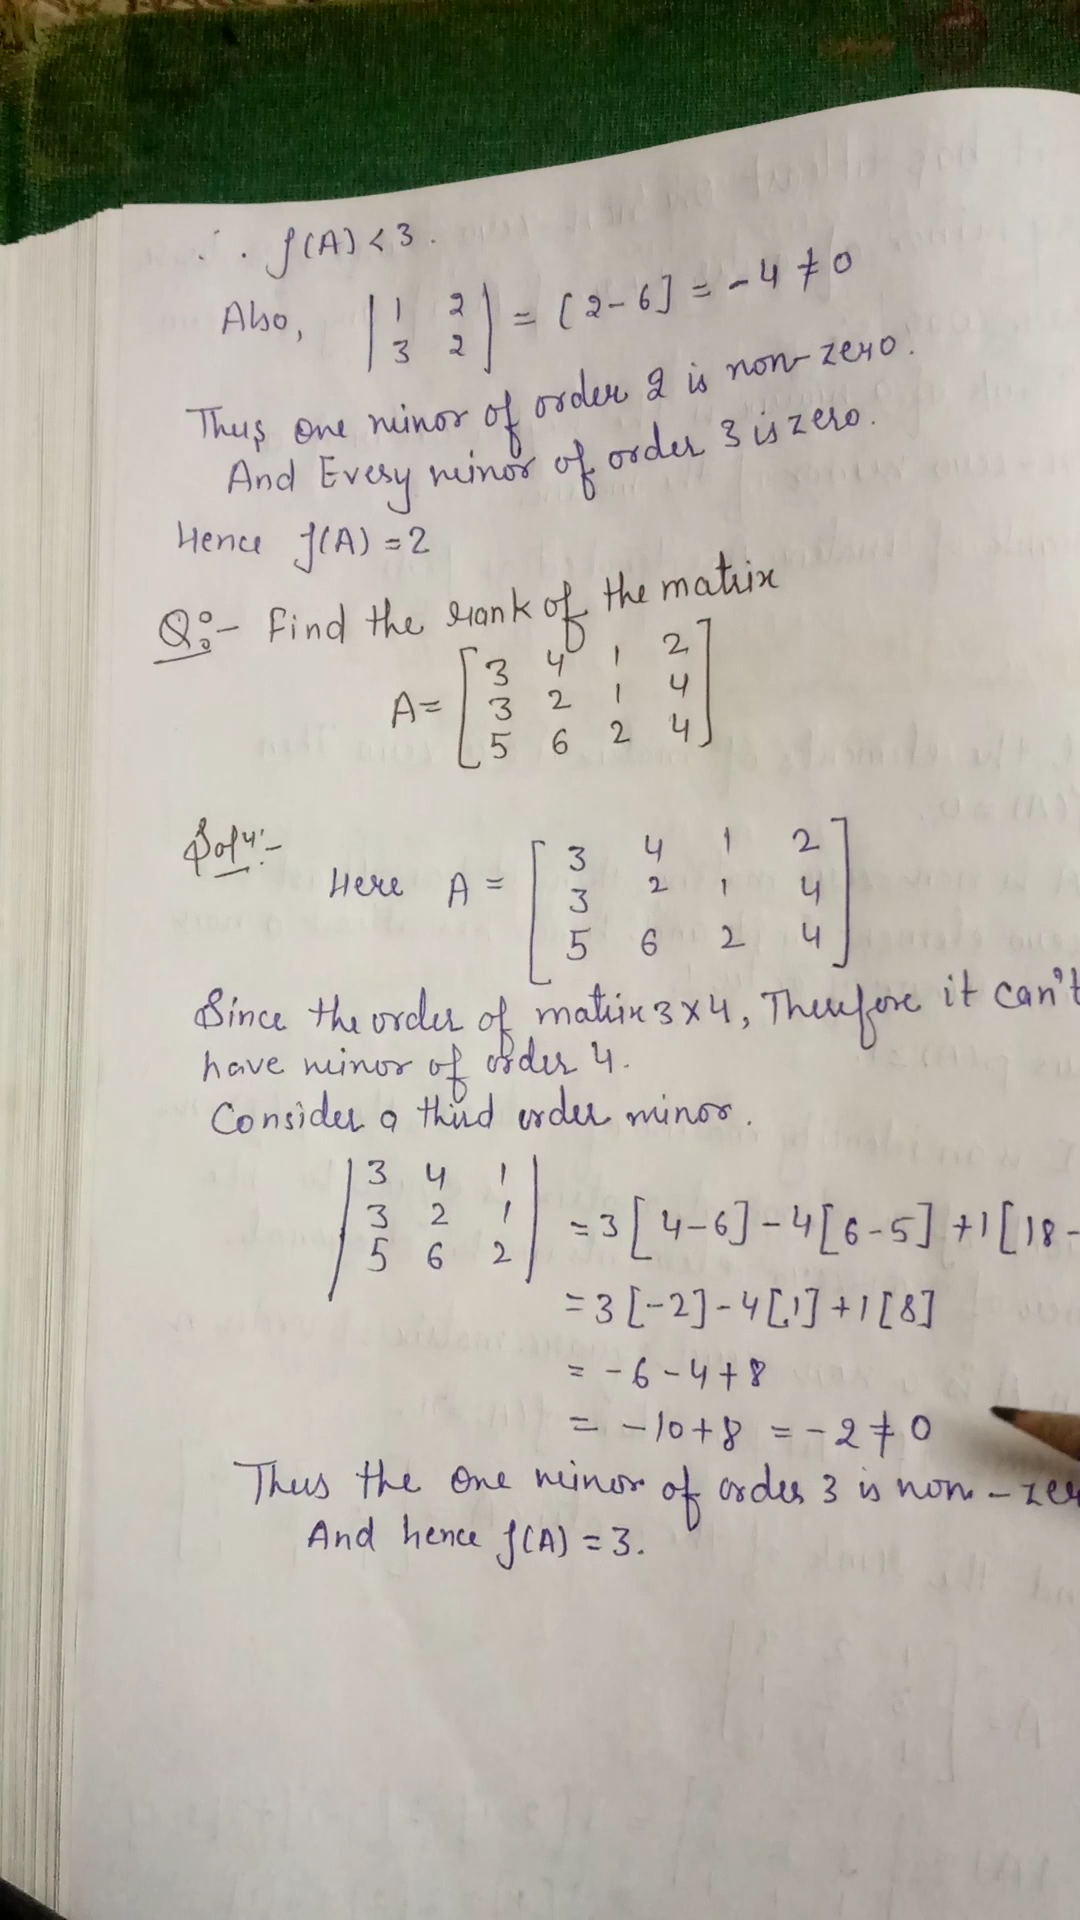 ∴ ƒ(A) < 3.
Also, | 1 2 | = [2-6] = -4 ≠ 0
| 3 2 |
Thus one minor of order 2 is non-zero.
And Every minor of order 3 is zero.
Hence ƒ(A) = 2
Q:- Find the rank of the matrix
A = [ 3 4 1 2
3 2 1 4
5 6 2 4 ]
Solⁿ:-
Here A = [ 3 4 1 2
3 2 1 4
5 6 2 4 ]
Since the order of matrix 3×4, Therefore it can't
have minor of order 4.
Consider a third order minor.
| 3 4 1 |
| 3 2 1 | = 3[4-6] - 4[6-5] + 1[18-
| 5 6 2 |
= 3[-2] - 4[1] + 1[8]
= -6 - 4 + 8
= -10 + 8 = -2 ≠ 0
Thus the one minor of order 3 is non-zer
And hence ƒ(A) = 3.